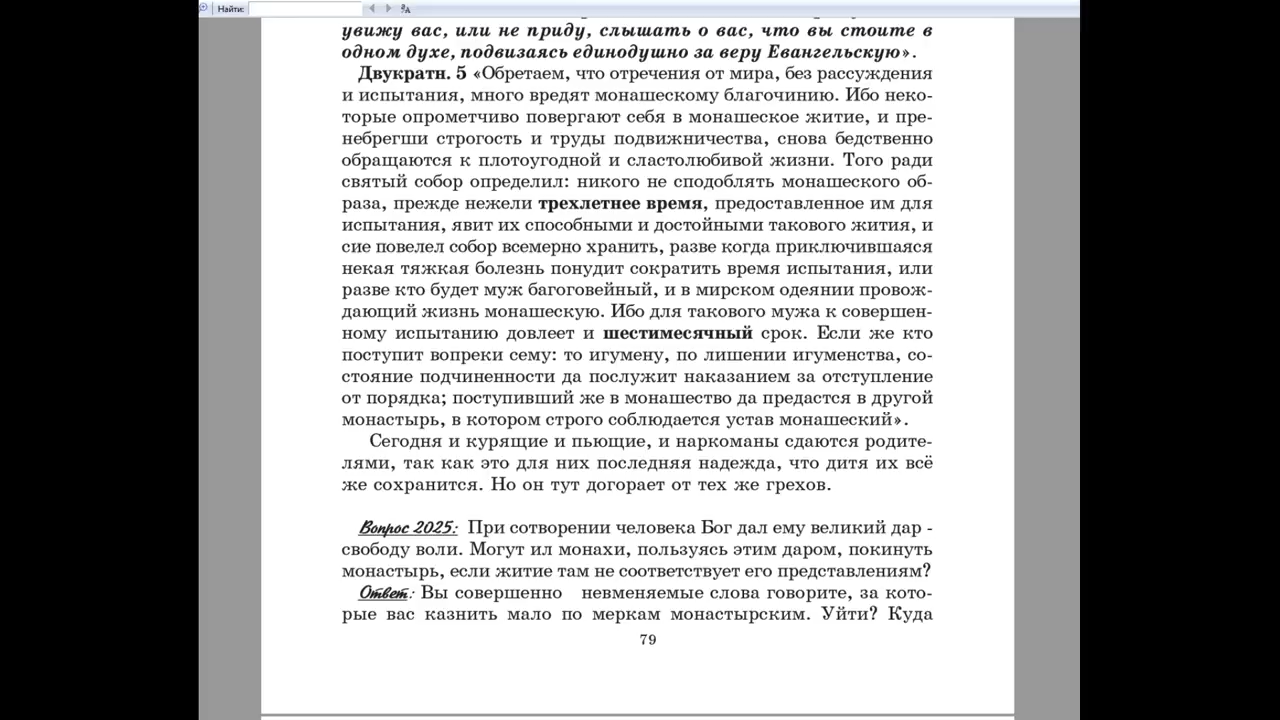 Найти:
увижу вас, или не приду, слышать о вас, что вы стоите в
одном духе, подвизаясь единодушно за веру Евангельскую».
Двукратн. 5 «Обретаем, что отречения от мира, без рассуждения
и испытания, много вредят монашескому благочинию. Ибо неко-
торые опрометчиво повергают себя в монашеское житие, и пре-
небрегши строгость и труды подвижничества, снова бедственно
обращаются к плотоугодной и сластолюбивой жизни. Того ради
святый собор определил: никого не сподоблять монашеского об-
раза, прежде нежели трехлетнее время, предоставленное им для
испытания, явит их способными и достойными такового жития, и
сие повелел собор всемерно хранить, разве когда приключившаяся
некая тяжкая болезнь понудит сократить время испытания, или
разве кто будет муж багоговейный, и в мирском одеянии провож-
дающий жизнь монашескую. Ибо для такового мужа к совершен-
ному испытанию довлеет и шестимесячный срок. Если же кто
поступит вопреки сему: то игумену, по лишении игуменства, со-
стояние подчиненности да послужит наказанием за отступление
от порядка; поступивший же в монашество да предастся в другой
монастырь, в котором строго соблюдается устав монашеский».
Сегодня и курящие и пьющие, и наркоманы сдаются родите-
лями, так как это для них последняя надежда, что дитя их всё
же сохранится. Но он тут догорает от тех же грехов.
Вопрос 2025: При сотворении человека Бог дал ему великий дар -
свободу воли. Могут ил монахи, пользуясь этим даром, покинуть
монастырь, если житие там не соответствует его представлениям?
Ответ: Вы совершенно невменяемые слова говорите, за кото-
рые вас казнить мало по меркам монастырским. Уйти? Куда
79